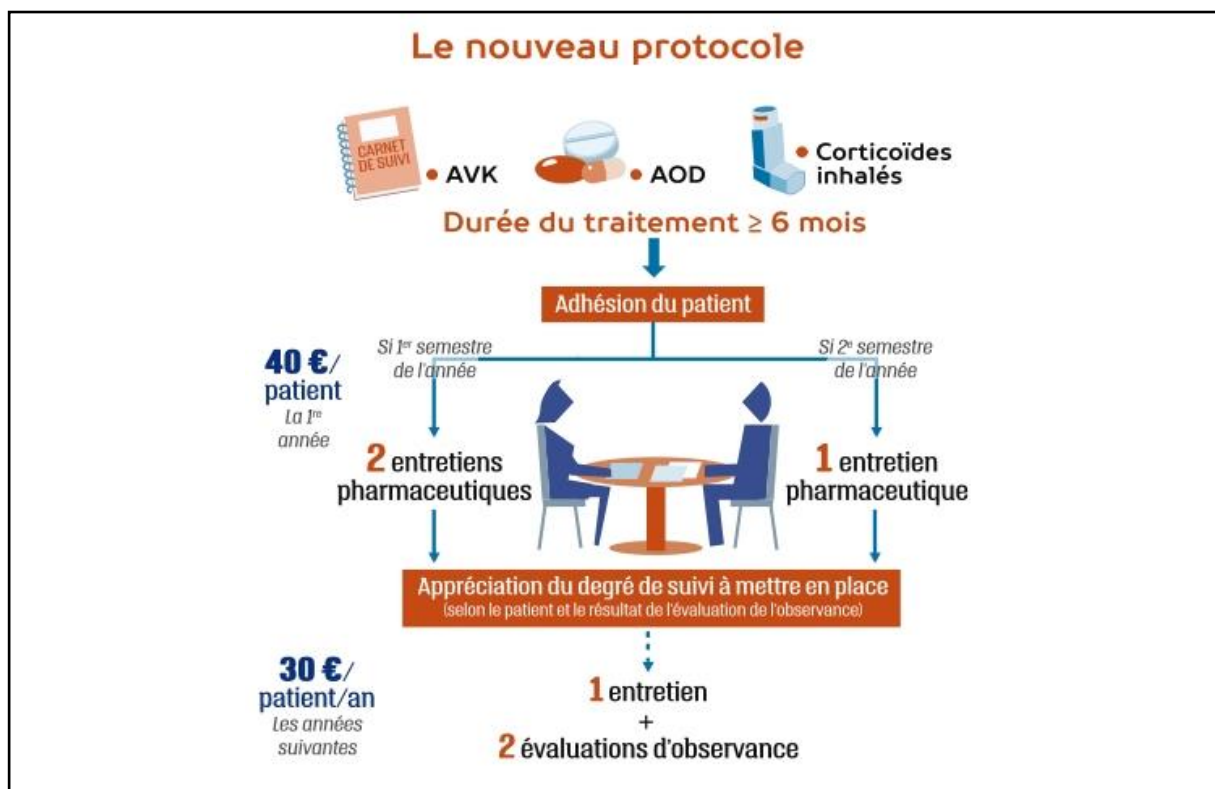 Le nouveau protocole
CARNET
DE SUIVI
• AVK
• AOD
• Corticoïdes
inhalés
Durée du traitement ≥ 6 mois
Adhésion du patient
Si 1er semestre
de l'année
Si 2e semestre
de l'année
40 €/
patient
La 1re
année
2 entretiens
pharmaceutiques
1 entretien
pharmaceutique
Appréciation du degré de suivi à mettre en place
(selon le patient et le résultat de l'évaluation de l'observance)
30 €/
patient/an
Les années
suivantes
1 entretien
+
2 évaluations d'observance